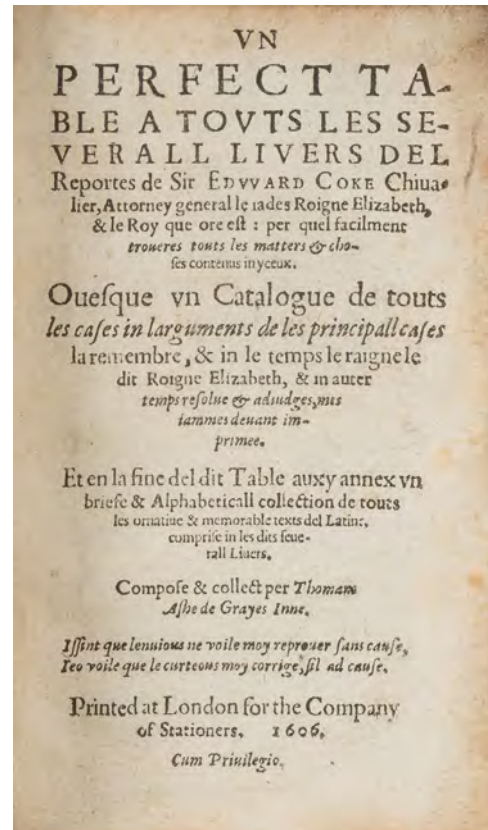 VN
PERFECT TA-
BLE A TOVTS LES SE-
VERALL LIVERS DEL
Reportes de Sir EDVVARD COKE Chiua-
lier, Attorney generall le iades Roigne Elizabeth,
& le Roy que ore est : per quel facilment
troueres touts les matters & cho-
ses contenus in yceux.
Ouesque vn Catalogue de touts
les cases in larguments de les principall cases
la remembre, & in le temps le raigne le
dit Roigne Elizabeth, & in auter
temps resolue & adiudges, mes
iammes deuant im-
primee.
Et en la fine del dit Table auxy annex vn
briefe & Alphabeticall collection de touts
les ornatiue & memorable texts del Latine,
comprise in les dits seue-
rall Liuers.
Compose & collect per Thomam
Ashe de Grayes Inne.
Issint que lenuious ne voile moy reprouer sans cause,
Ieo voile que le curteous moy corrige, sil ad cause.
Printed at London for the Company
of Stationers. 1606.
Cum Priuilegio.